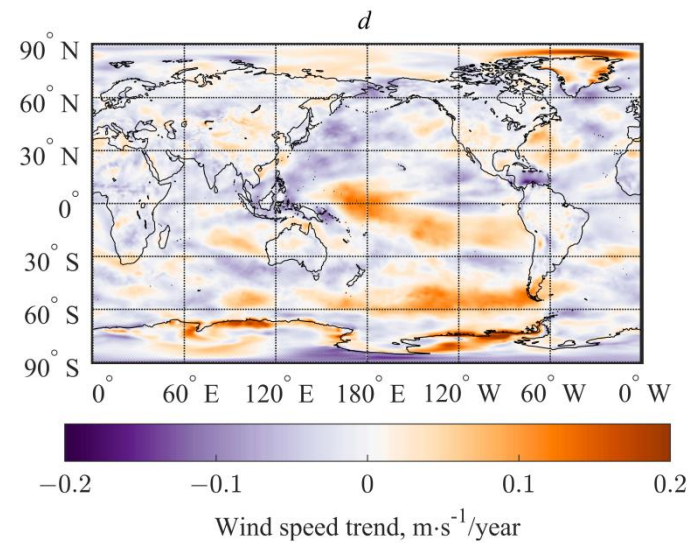 d
90° N
60° N
30° N
0°
30° S
60° S
90° S
0° 60° E 120° E 180° E 120° W 60° W 0° W
−0.2 −0.1 0 0.1 0.2
Wind speed trend, m·s⁻¹/year